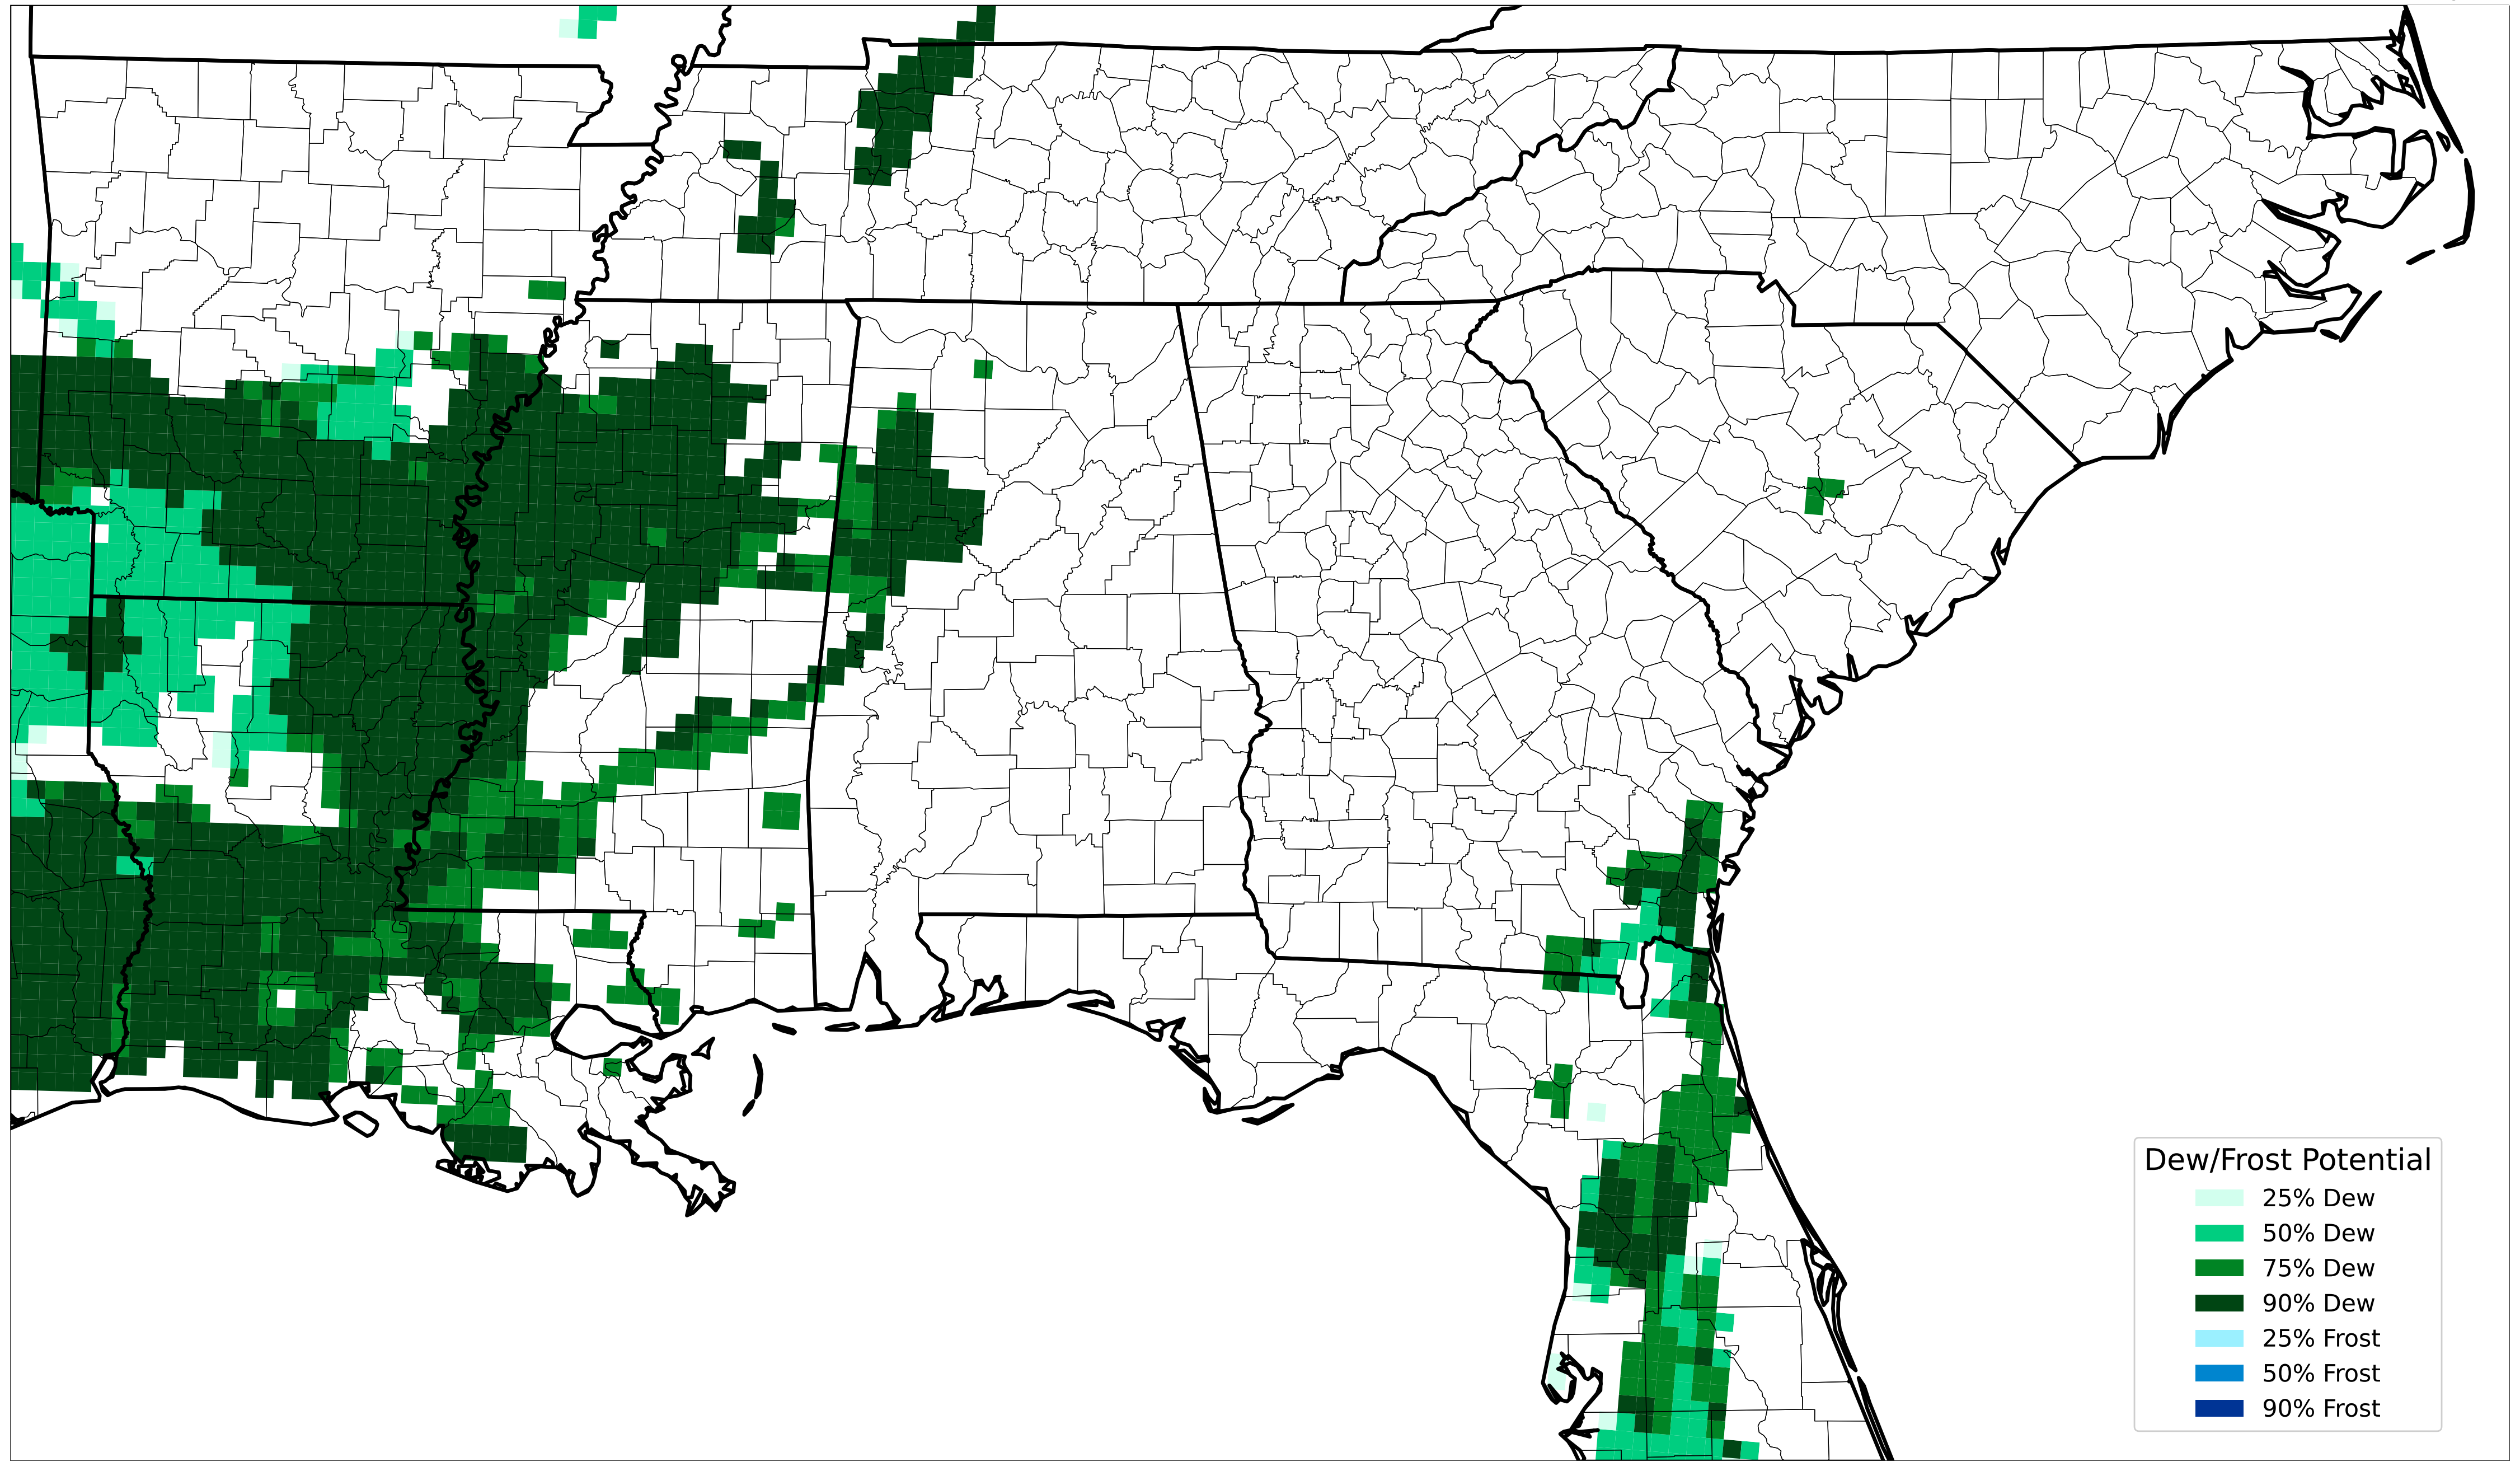 Dew/Frost Potential
25% Dew
50% Dew
75% Dew
90% Dew
25% Frost
50% Frost
90% Frost